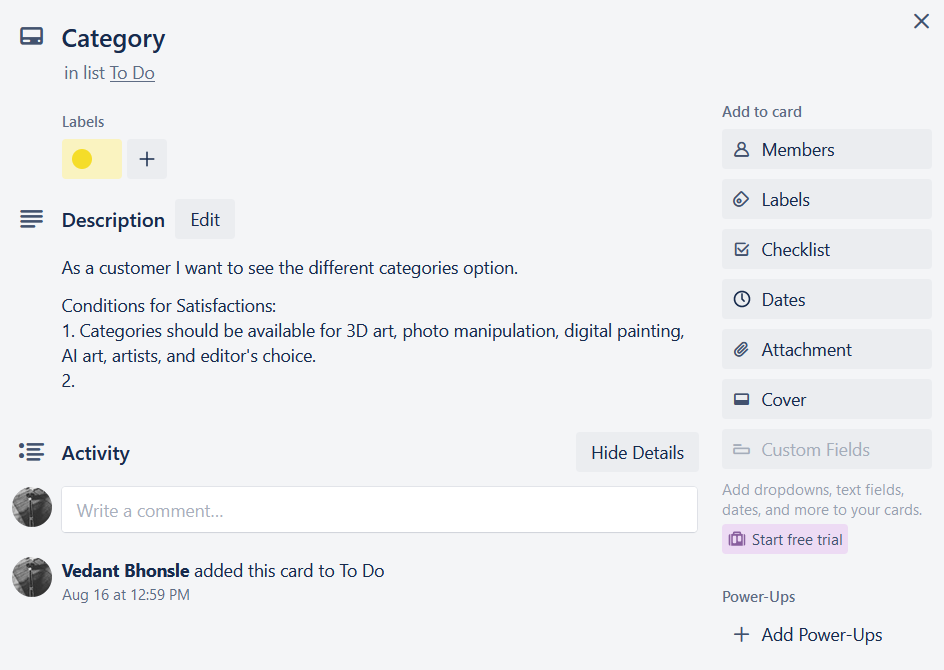 Category
in list To Do
Labels
Description Edit
As a customer I want to see the different categories option.
Conditions for Satisfactions:
1. Categories should be available for 3D art, photo manipulation, digital painting,
AI art, artists, and editor's choice.
2.
Activity Hide Details
Write a comment...
Vedant Bhonsle added this card to To Do
Aug 16 at 12:59 PM
Add to card
Members
Labels
Checklist
Dates
Attachment
Cover
Custom Fields
Add dropdowns, text fields,
dates, and more to your cards.
Start free trial
Power-Ups
Add Power-Ups